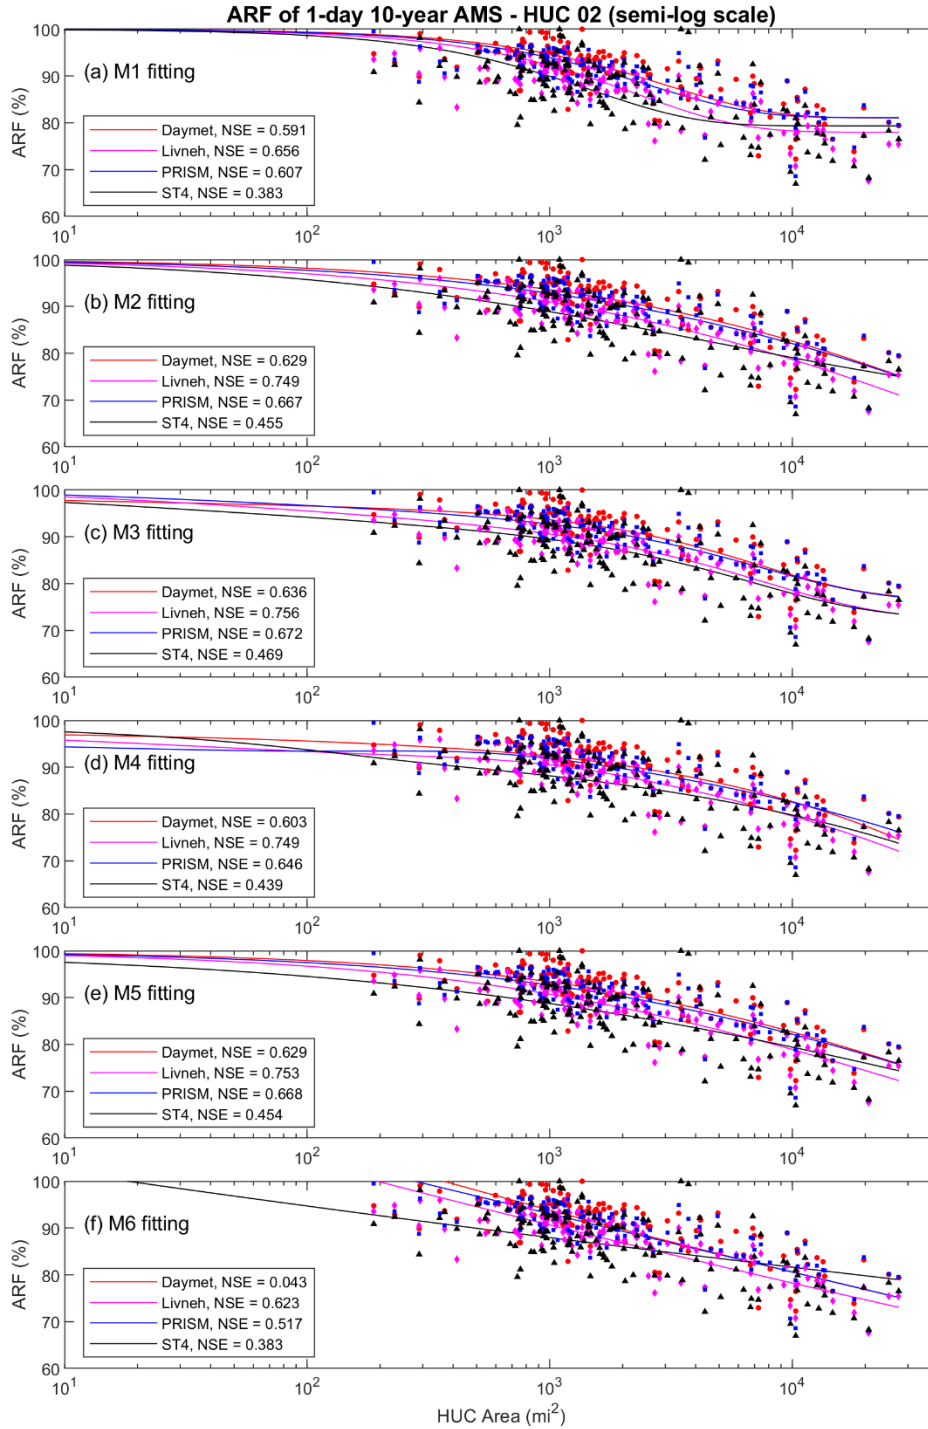 ARF of 1-day 10-year AMS - HUC 02 (semi-log scale)
100
90
80
70
60
ARF (%)
(a) M1 fitting
Daymet, NSE = 0.591
Livneh, NSE = 0.656
PRISM, NSE = 0.607
ST4, NSE = 0.383
10^1
10^2
10^3
10^4
100
90
80
70
60
ARF (%)
(b) M2 fitting
Daymet, NSE = 0.629
Livneh, NSE = 0.749
PRISM, NSE = 0.667
ST4, NSE = 0.455
10^1
10^2
10^3
10^4
100
90
80
70
60
ARF (%)
(c) M3 fitting
Daymet, NSE = 0.636
Livneh, NSE = 0.756
PRISM, NSE = 0.672
ST4, NSE = 0.469
10^1
10^2
10^3
10^4
100
90
80
70
60
ARF (%)
(d) M4 fitting
Daymet, NSE = 0.603
Livneh, NSE = 0.749
PRISM, NSE = 0.646
ST4, NSE = 0.439
10^1
10^2
10^3
10^4
100
90
80
70
60
ARF (%)
(e) M5 fitting
Daymet, NSE = 0.629
Livneh, NSE = 0.753
PRISM, NSE = 0.668
ST4, NSE = 0.454
10^1
10^2
10^3
10^4
100
90
80
70
60
ARF (%)
(f) M6 fitting
Daymet, NSE = 0.043
Livneh, NSE = 0.623
PRISM, NSE = 0.517
ST4, NSE = 0.383
10^1
10^2
10^3
10^4
HUC Area (mi^2)